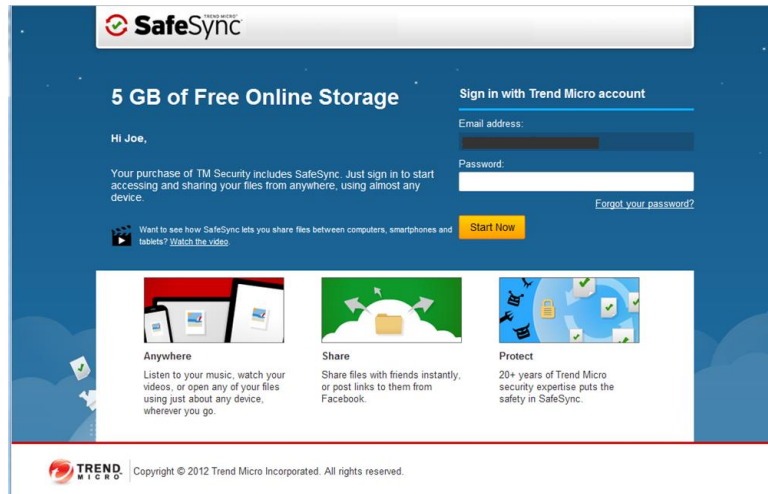 TREND MICRO™
SafeSync
5 GB of Free Online Storage
Hi Joe,
Your purchase of TM Security includes SafeSync. Just sign in to start
accessing and sharing your files from anywhere, using almost any
device.
Want to see how SafeSync lets you share files between computers, smartphones and
tablets? Watch the video.
Sign in with Trend Micro account
Email address:
Password:
Forgot your password?
Start Now
Anywhere
Listen to your music, watch your
videos, or open any of your files
using just about any device,
wherever you go.
Share
Share files with friends instantly,
or post links to them from
Facebook.
Protect
20+ years of Trend Micro
security expertise puts the
safety in SafeSync.
TREND
MICRO
Copyright © 2012 Trend Micro Incorporated. All rights reserved.